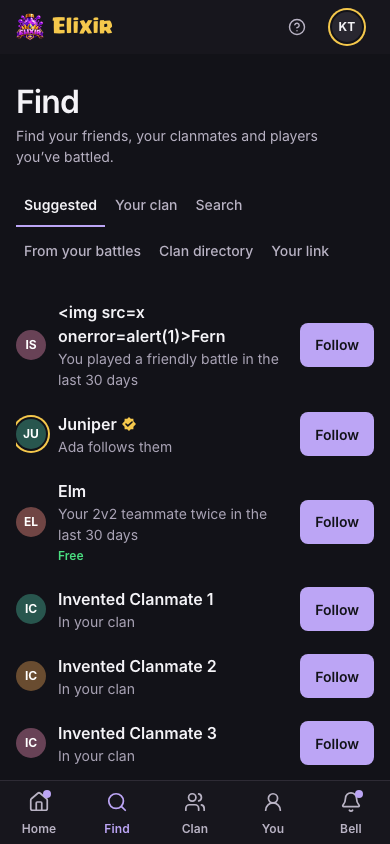 Elixir
KT
Find
Find your friends, your clanmates and players
you’ve battled.
Suggested Your clan Search
From your battles Clan directory Your link
<img src=x
onerror=alert(1)>Fern
IS
You played a friendly battle in the
last 30 days
Follow
JU
Juniper
Ada follows them
Follow
Elm
EL
Your 2v2 teammate twice in the
last 30 days
Free
Follow
IC
Invented Clanmate 1
In your clan
Follow
IC
Invented Clanmate 2
In your clan
Follow
IC
Invented Clanmate 3
In your clan
Follow
Home Find Clan You Bell